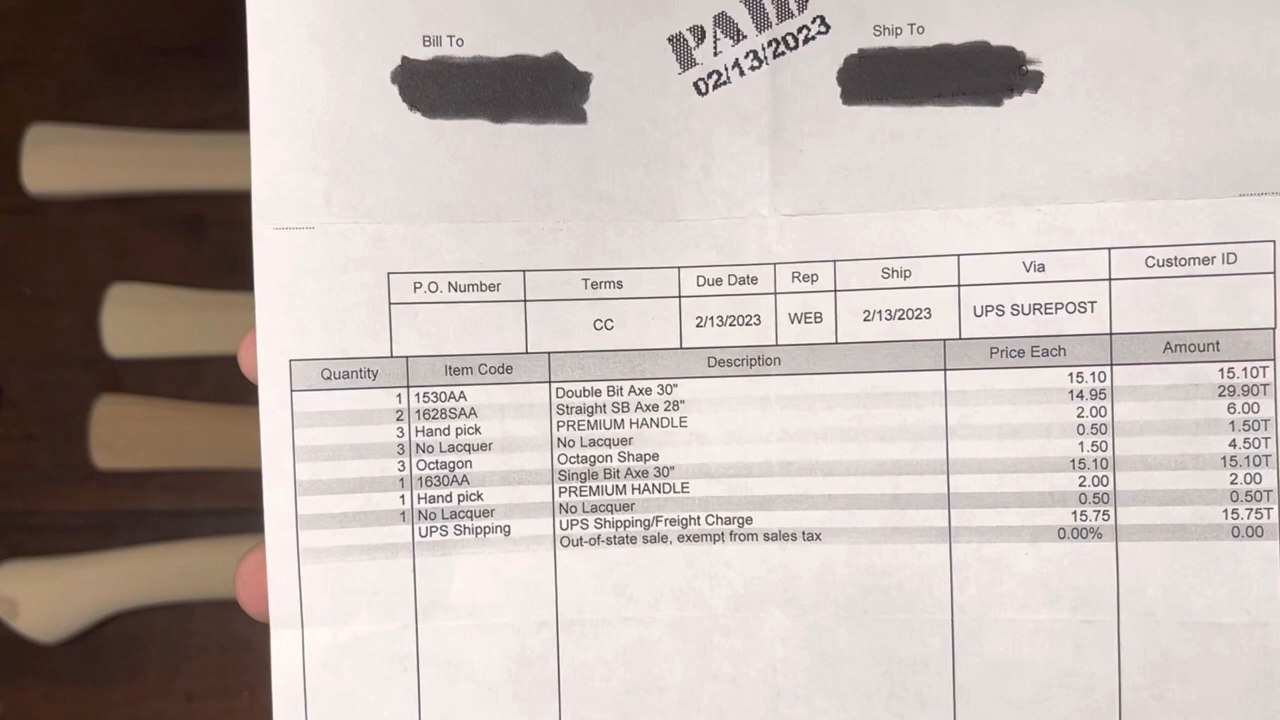 Bill To
PAID
02/13/2023
Ship To
P.O. Number Terms Due Date Rep Ship Via Customer ID
CC 2/13/2023 WEB 2/13/2023 UPS SUREPOST
Quantity Item Code Description Price Each Amount
1 1530AA Double Bit Axe 30" 15.10 15.10T
2 1628SAA Straight SB Axe 28" 14.95 29.90T
3 Hand pick PREMIUM HANDLE 2.00 6.00
3 No Lacquer No Lacquer 0.50 1.50T
3 Octagon Octagon Shape 1.50 4.50T
1 1630AA Single Bit Axe 30" 15.10 15.10T
1 Hand pick PREMIUM HANDLE 2.00 2.00
1 No Lacquer No Lacquer 0.50 0.50T
UPS Shipping UPS Shipping/Freight Charge 15.75 15.75T
Out-of-state sale, exempt from sales tax 0.00% 0.00